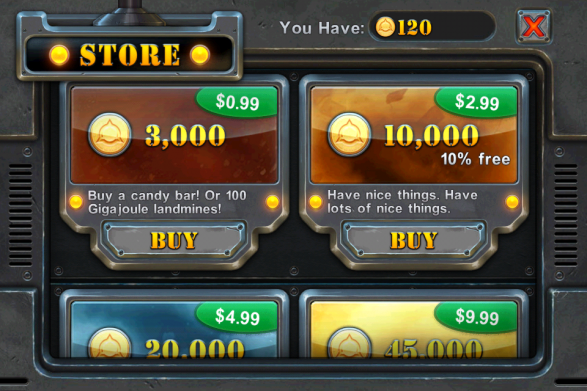 You Have: 120
STORE
$0.99
3,000
Buy a candy bar! Or 100
Gigajoule landmines!
BUY
$2.99
10,000
10% free
Have nice things. Have
lots of nice things.
BUY
$4.99
20,000
$9.99
45,000